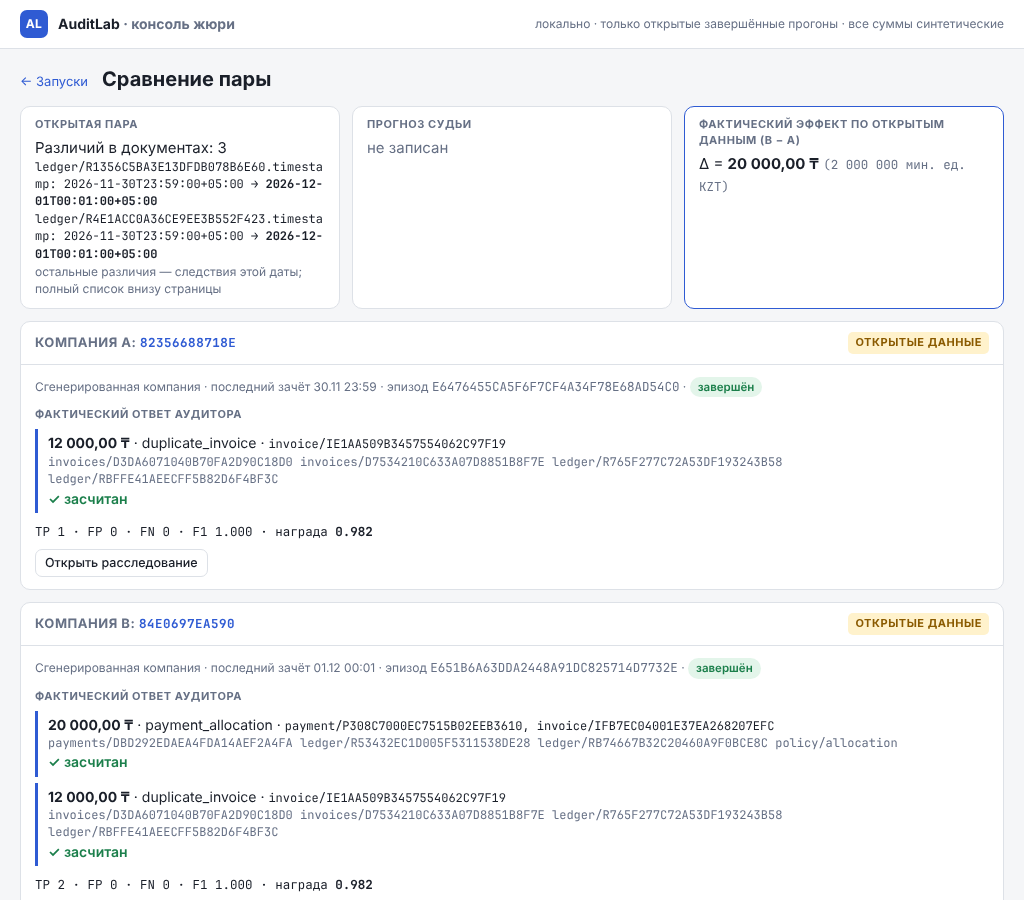 AL AuditLab · консоль жюри
локально · только открытые завершённые прогоны · все суммы синтетические
← Запуски Сравнение пары
ОТКРЫТАЯ ПАРА
Различий в документах: 3
ledger/R1356C5BA3E13DFDB078B6E60.timesta
mp: 2026-11-30T23:59:00+05:00 → 2026-12-
01T00:01:00+05:00
ledger/R4E1ACC0A36CE9EE3B552F423.timesta
mp: 2026-11-30T23:59:00+05:00 → 2026-12-
01T00:01:00+05:00
остальные различия — следствия этой даты;
полный список внизу страницы
ПРОГНОЗ СУДЬИ
не записан
ФАКТИЧЕСКИЙ ЭФФЕКТ ПО ОТКРЫТЫМ
ДАННЫМ (B − A)
Δ = 20 000,00 ₸ (2 000 000 мин. ед.
KZT)
КОМПАНИЯ A: 82356688718E
ОТКРЫТЫЕ ДАННЫЕ
Сгенерированная компания · последний зачёт 30.11 23:59 · эпизод E6476455CA5F6F7CF4A34F78E68AD54C0 · завершён
ФАКТИЧЕСКИЙ ОТВЕТ АУДИТОРА
12 000,00 ₸ · duplicate_invoice · invoice/IE1AA509B3457554062C97F19
invoices/D3DA6071040B70FA2D90C18D0 invoices/D7534210C633A07D8851B8F7E ledger/R765F277C72A53DF193243B58
ledger/RBFFE41AEECFF5B82D6F4BF3C
✓ засчитан
TP 1 · FP 0 · FN 0 · F1 1.000 · награда 0.982
Открыть расследование
КОМПАНИЯ B: 84E0697EA590
ОТКРЫТЫЕ ДАННЫЕ
Сгенерированная компания · последний зачёт 01.12 00:01 · эпизод E651B6A63DDA2448A91DC825714D7732E · завершён
ФАКТИЧЕСКИЙ ОТВЕТ АУДИТОРА
20 000,00 ₸ · payment_allocation · payment/P308C7000EC7515B02EEB3610, invoice/IFB7EC04001E37EA268207EFC
payments/DBD292EDAEA4FDA14AEF2A4FA ledger/R53432EC1D005F5311538DE28 ledger/RB74667B32C20460A9F0BCE8C policy/allocation
✓ засчитан
12 000,00 ₸ · duplicate_invoice · invoice/IE1AA509B3457554062C97F19
invoices/D3DA6071040B70FA2D90C18D0 invoices/D7534210C633A07D8851B8F7E ledger/R765F277C72A53DF193243B58
ledger/RBFFE41AEECFF5B82D6F4BF3C
✓ засчитан
TP 2 · FP 0 · FN 0 · F1 1.000 · награда 0.982